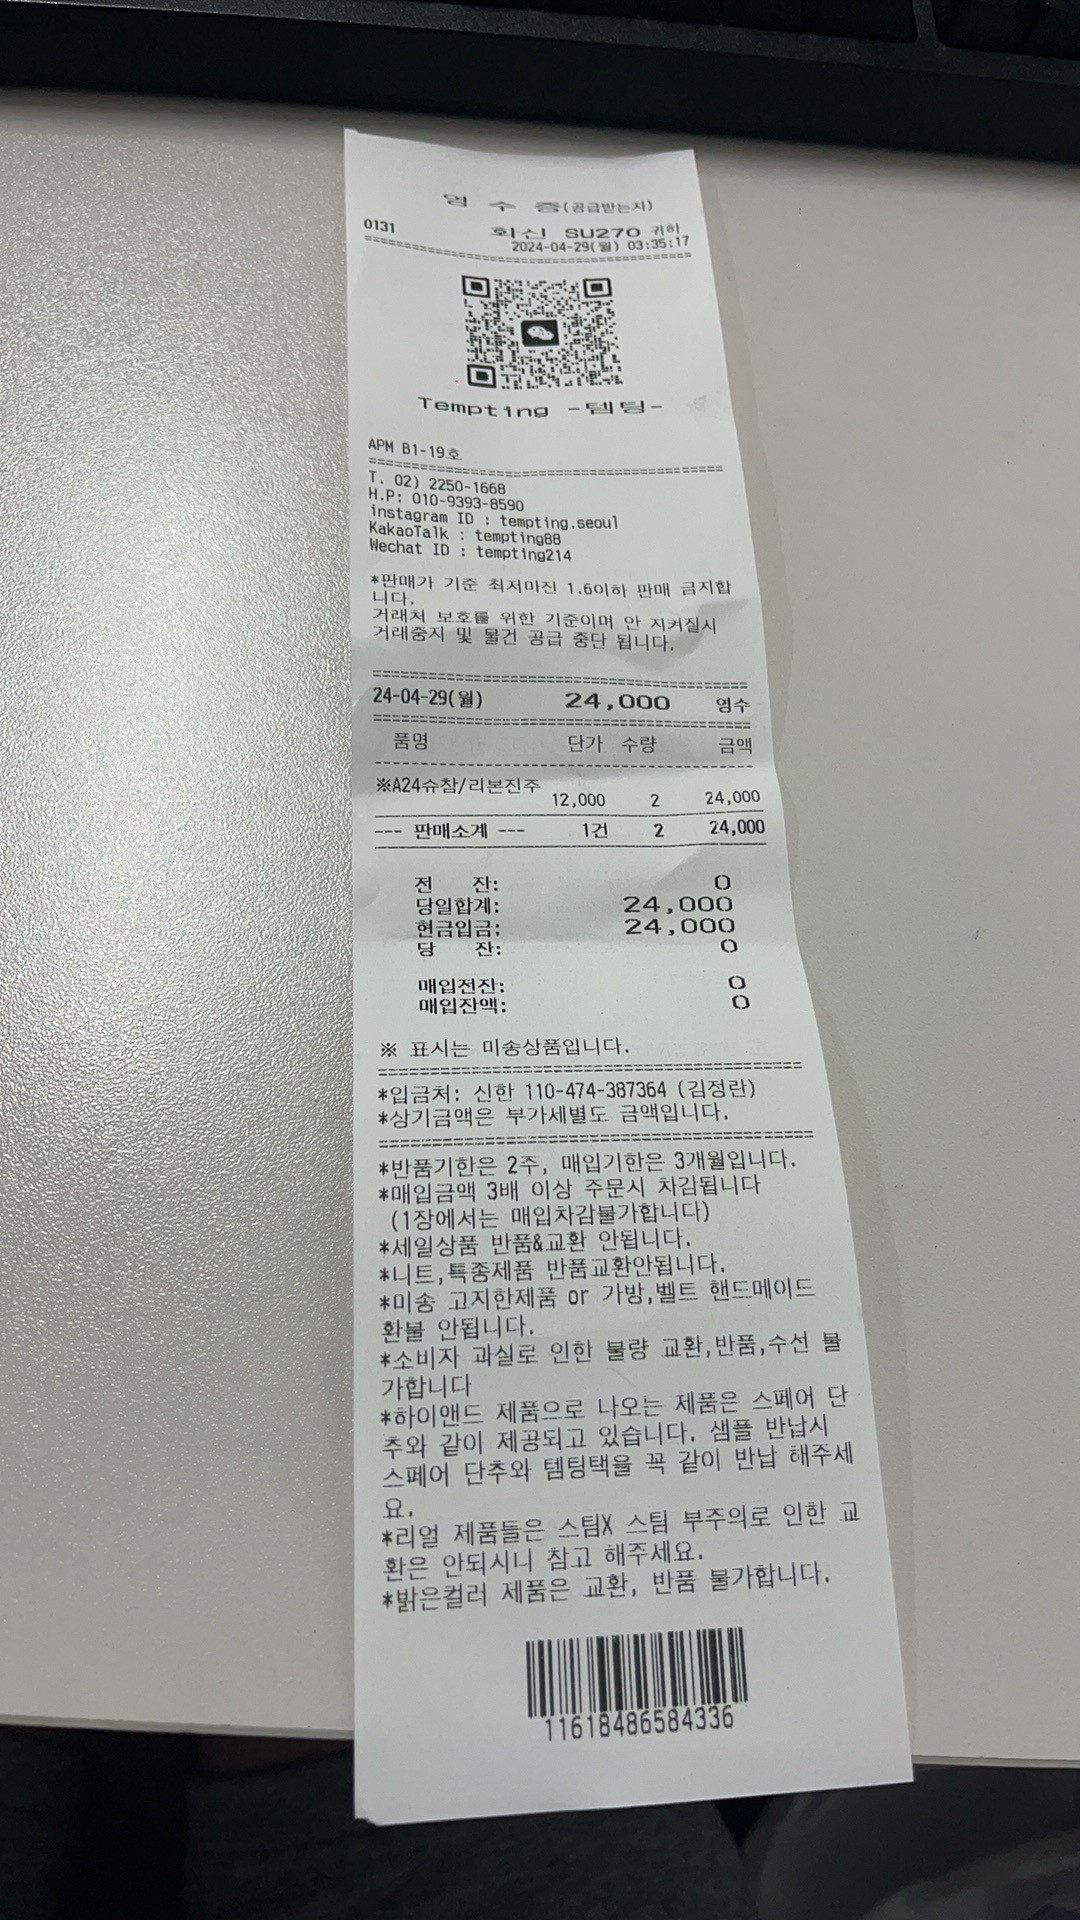 영 수 증(공급받는자)
0131 화신 SU270 귀하
2024-04-29(월) 03:35:17
Tempting -템팅-
APM B1-19호
T. 02) 2250-1668
H.P: 010-9393-8590
instagram ID : tempting.seoul
KakaoTalk : tempting88
Wechat ID : tempting214
*판매가 기준 최저마진 1.6이하 판매 금지합
니다.
거래처 보호를 위한 기준이며 안 지켜질시
거래중지 및 물건 공급 중단 됩니다.
24-04-29(월) 24,000 영수
품명 단가 수량 금액
※A24슈참/리본진주
12,000 2 24,000
--- 판매소계 --- 1건 2 24,000
전 잔: 0
당일합계: 24,000
현금입금: 24,000
당 잔: 0
매입전잔: 0
매입잔액: 0
※ 표시는 미송상품입니다.
*입금처: 신한 110-474-387364 (김정란)
*상기금액은 부가세별도 금액입니다.
*반품기한은 2주, 매입기한은 3개월입니다.
*매입금액 3배 이상 주문시 차감됩니다
(1장에서는 매입차감불가합니다)
*세일상품 반품&교환 안됩니다.
*니트,특종제품 반품교환안됩니다.
*미송 고지한제품 or 가방,벨트 핸드메이드
환불 안됩니다.
*소비자 과실로 인한 불량 교환,반품,수선 불
가합니다
*하이앤드 제품으로 나오는 제품은 스페어 단
추와 같이 제공되고 있습니다. 샘플 반납시
스페어 단추와 템팅택을 꼭 같이 반납 해주세
요.
*리얼 제품들은 스팀X 스팀 부주의로 인한 교
환은 안되시니 참고 해주세요.
*밝은컬러 제품은 교환, 반품 불가합니다.
11618486584336